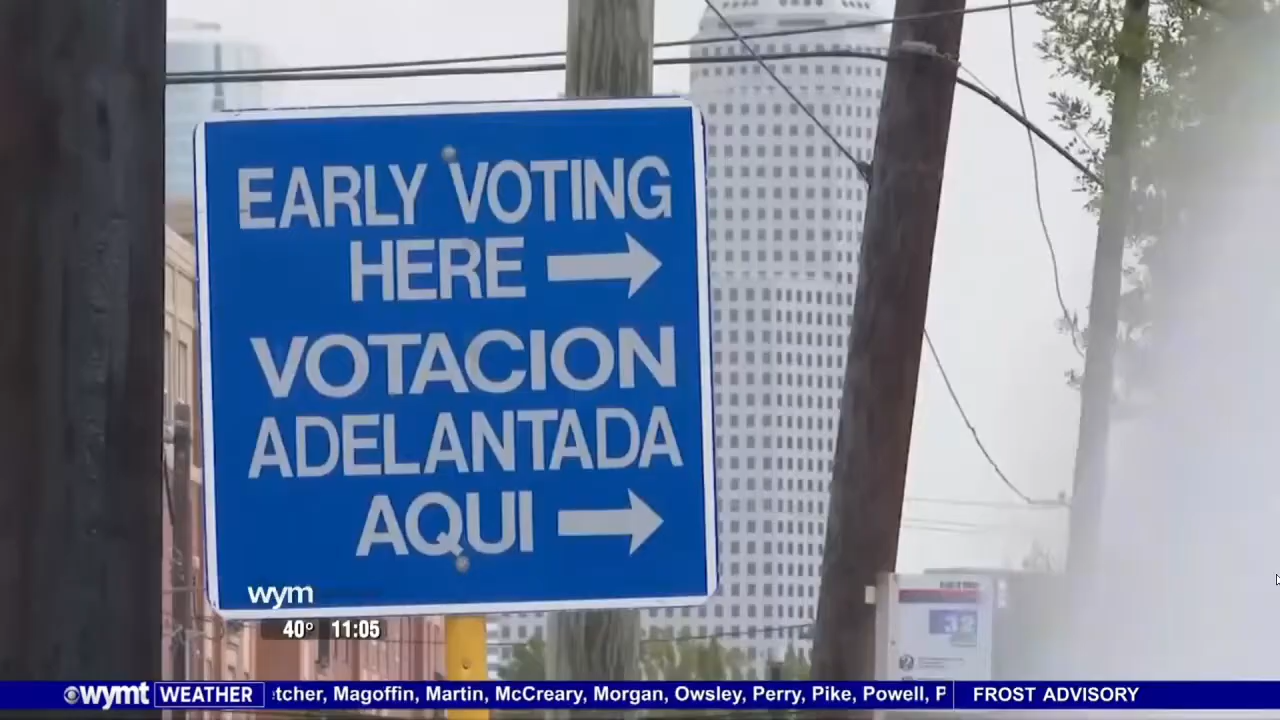 EARLY VOTING
HERE
VOTACION
ADELANTADA
AQUI
wym
40° 11:05
32
wymt WEATHER tcher, Magoffin, Martin, McCreary, Morgan, Owsley, Perry, Pike, Powell, P FROST ADVISORY